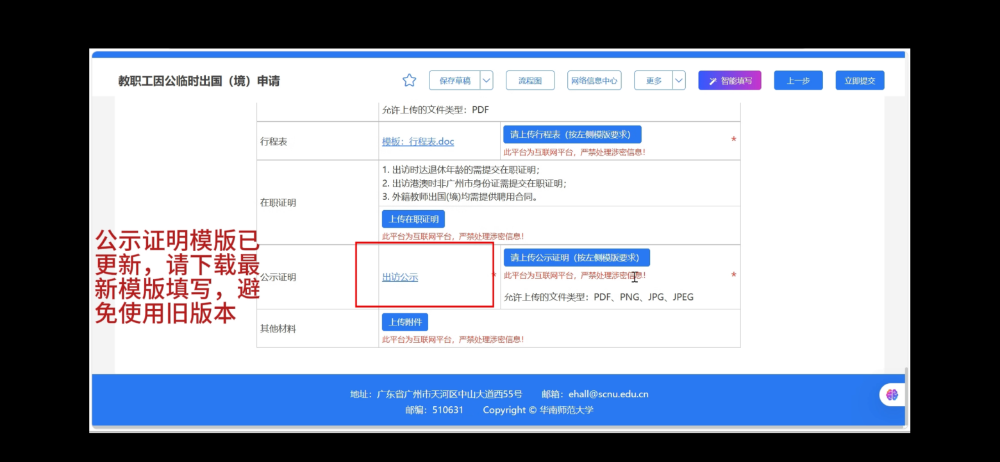 教职工因公临时出国（境）申请
保存草稿
流程图
网络信息中心
更多
智能填写
上一步
立即提交
允许上传的文件类型：PDF
行程表
模板：行程表.doc
请上传行程表（按左侧模版要求）
*
此平台为互联网平台，严禁处理涉密信息！
在职证明
1. 出访时达退休年龄的需提交在职证明；
2. 出访港澳时非广州市身份证需提交在职证明；
3. 外籍教师出国(境)均需提供聘用合同。
上传在职证明
此平台为互联网平台，严禁处理涉密信息！
公示证明模版已
更新，请下载最
新模版填写，避
免使用旧版本
公示证明
出访公示
*
请上传公示证明（按左侧模版要求）
此平台为互联网平台，严禁处理涉密信息！
*
允许上传的文件类型：PDF、PNG、JPG、JPEG
其他材料
上传附件
此平台为互联网平台，严禁处理涉密信息！
地址：广东省广州市天河区中山大道西55号 邮箱：ehall@scnu.edu.cn
邮编：510631 Copyright © 华南师范大学